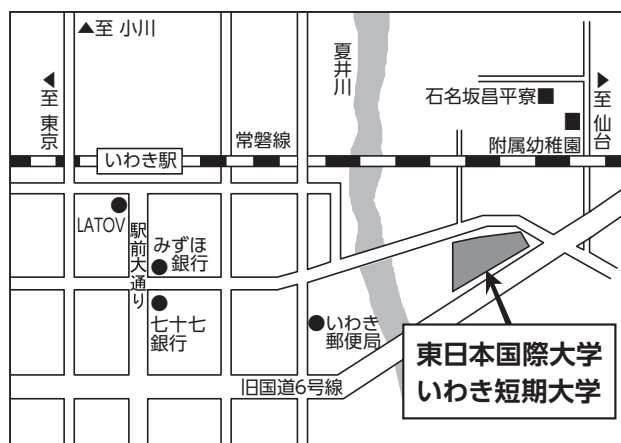 ▲至 小川
▲至 東京
夏井川
石名坂昌平寮■
▲至 仙台
附属幼稚園
常磐線
いわき駅
LATOV
駅前大通り
みずほ
銀行
七十七
銀行
いわき
郵便局
旧国道6号線
東日本国際大学
いわき短期大学